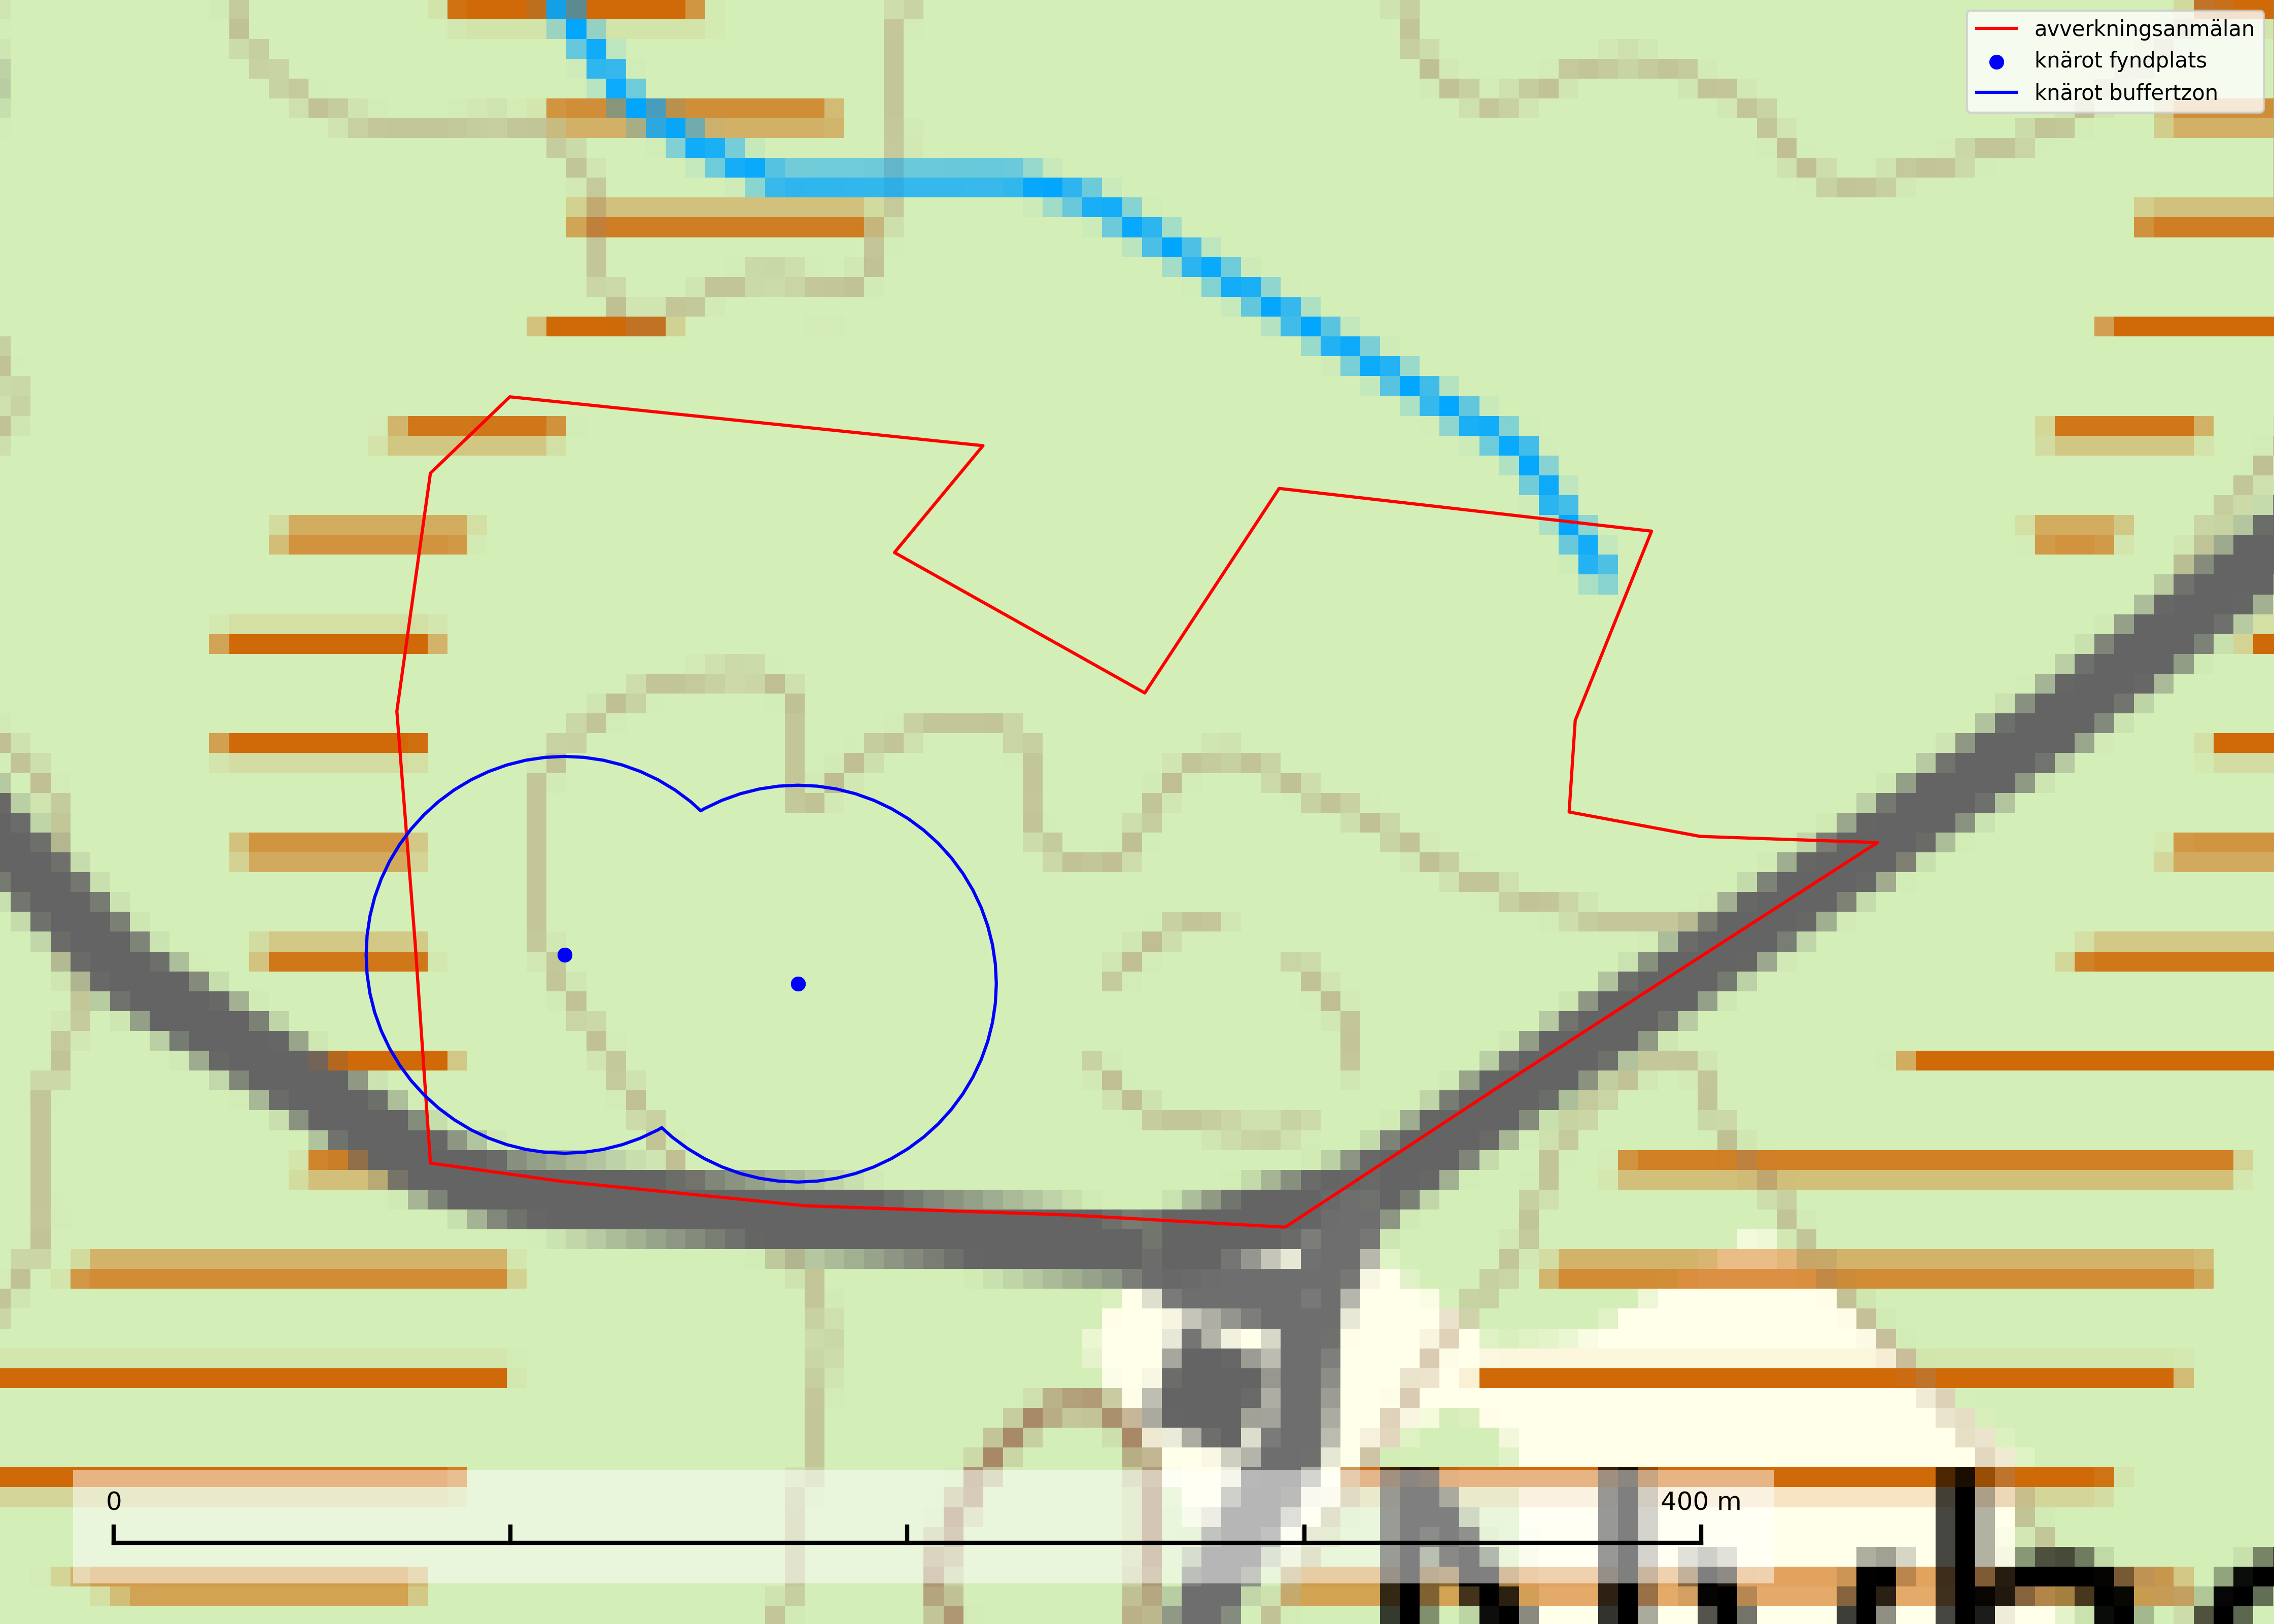 avverkningsanmälan
knärot fyndplats
knärot buffertzon
0
400 m